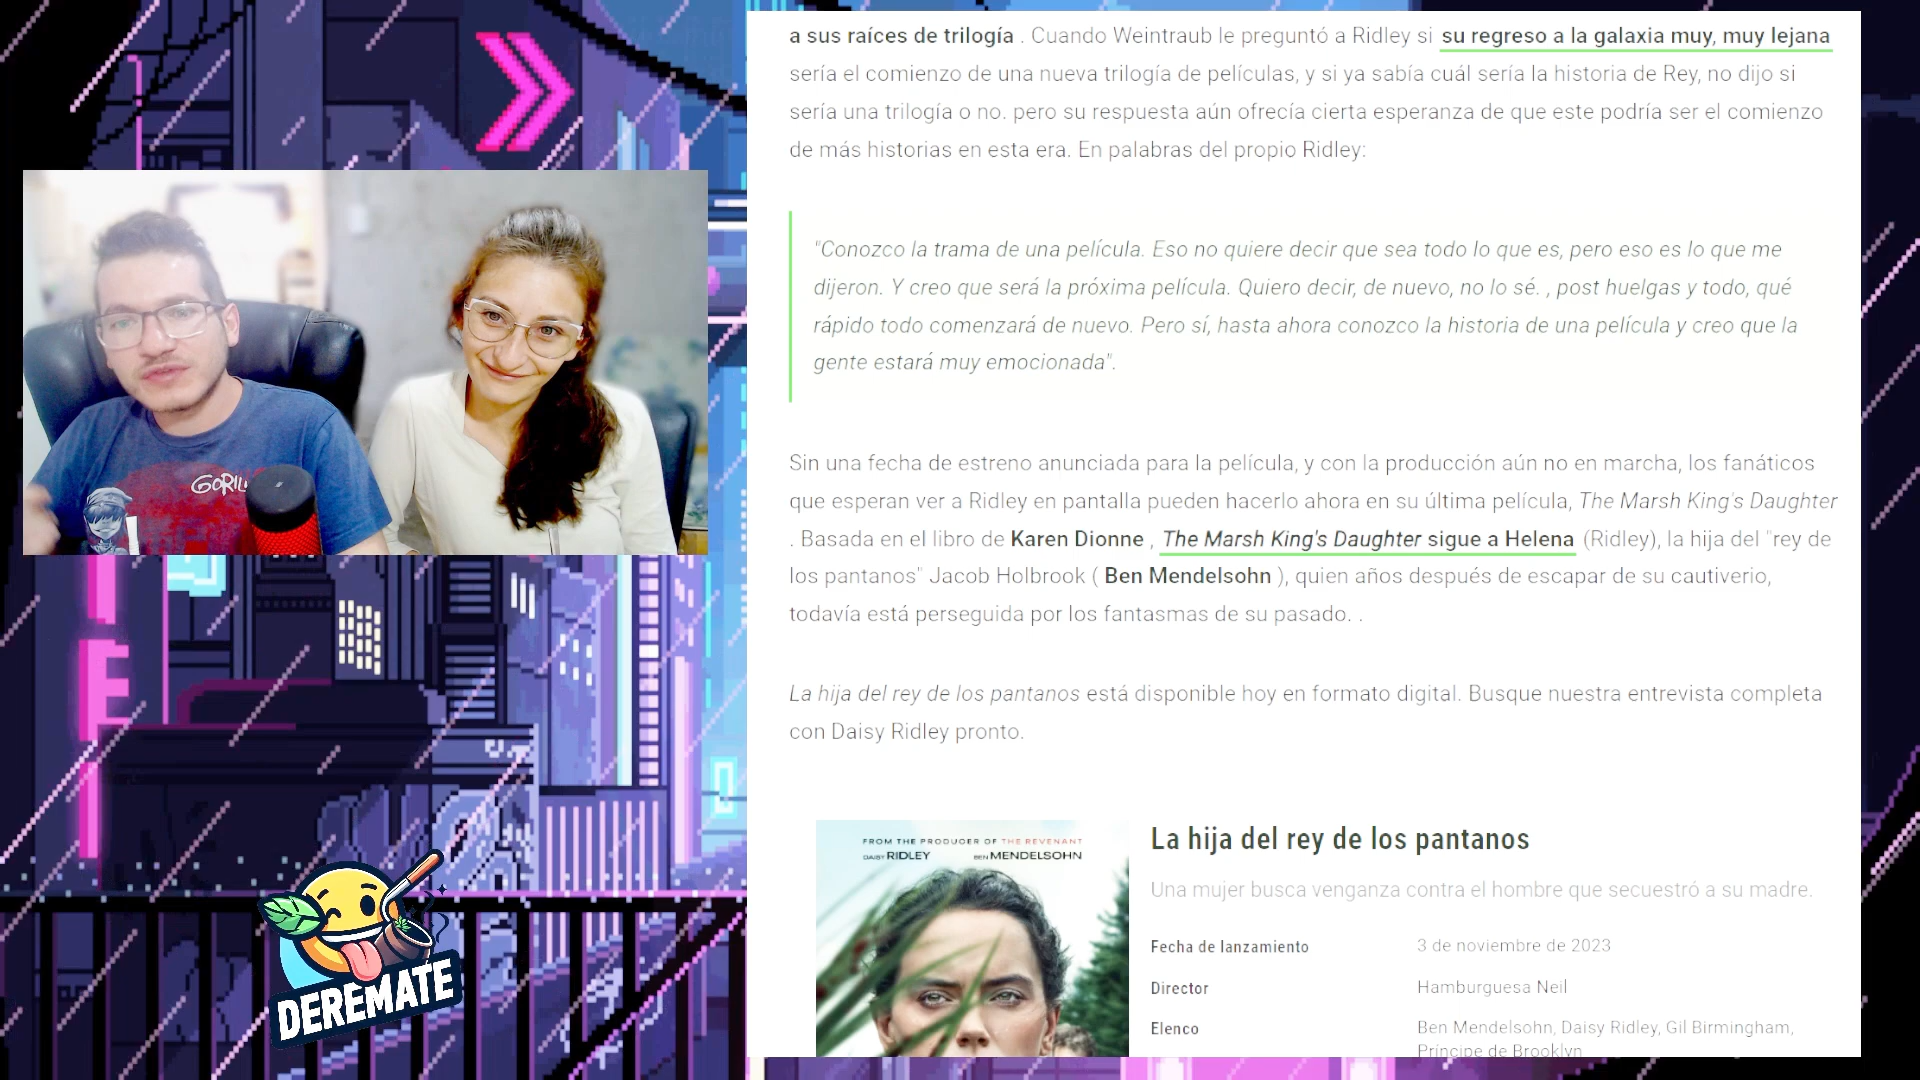 a sus raíces de trilogía . Cuando Weintraub le preguntó a Ridley si su regreso a la galaxia muy, muy lejana
sería el comienzo de una nueva trilogía de películas, y si ya sabía cuál sería la historia de Rey, no dijo si
sería una trilogía o no. pero su respuesta aún ofrecía cierta esperanza de que este podría ser el comienzo
de más historias en esta era. En palabras del propio Ridley:
"Conozco la trama de una película. Eso no quiere decir que sea todo lo que es, pero eso es lo que me
dijeron. Y creo que será la próxima película. Quiero decir, de nuevo, no lo sé. , post huelgas y todo, qué
rápido todo comenzará de nuevo. Pero sí, hasta ahora conozco la historia de una película y creo que la
gente estará muy emocionada".
Sin una fecha de estreno anunciada para la película, y con la producción aún no en marcha, los fanáticos
que esperan ver a Ridley en pantalla pueden hacerlo ahora en su última película, The Marsh King's Daughter
. Basada en el libro de Karen Dionne , The Marsh King's Daughter sigue a Helena (Ridley), la hija del "rey de
los pantanos" Jacob Holbrook ( Ben Mendelsohn ), quien años después de escapar de su cautiverio,
todavía está perseguida por los fantasmas de su pasado. .
La hija del rey de los pantanos está disponible hoy en formato digital. Busque nuestra entrevista completa
con Daisy Ridley pronto.
FROM THE PRODUCER OF THE REVENANT
DAISY RIDLEY BEN MENDELSOHN
La hija del rey de los pantanos
Una mujer busca venganza contra el hombre que secuestró a su madre.
Fecha de lanzamiento 3 de noviembre de 2023
Director Hamburguesa Neil
Elenco Ben Mendelsohn, Daisy Ridley, Gil Birmingham,
Príncipe de Brooklyn
GORIL
DEREMATE